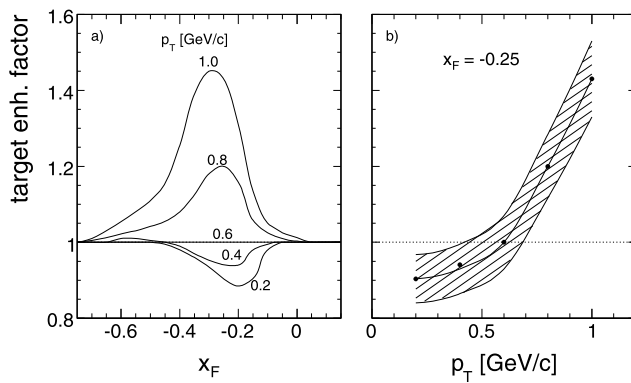 target enh. factor
1.6
1.4
1.2
1
0.8
a)
p_T [GeV/c]
1.0
0.8
0.6
0.4
0.2
-0.6
-0.4
-0.2
0
x_F
b)
x_F = -0.25
0
0.5
1
p_T [GeV/c]